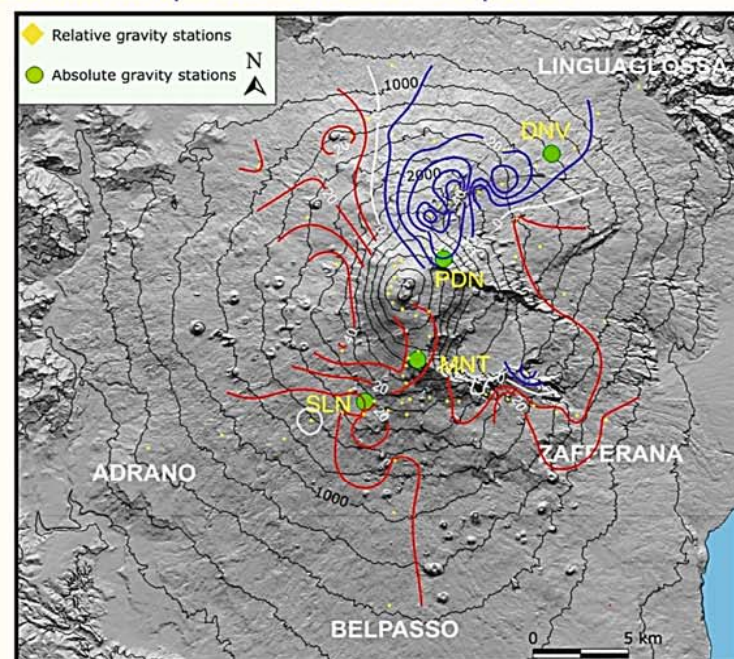 Relative gravity stations
Absolute gravity stations
N
LINGUAGLOSSA
1000
DNV
2000
PDN
MNT
20
SLN
ZAFFERANA
ADRANO
1000
BELPASSO
0 5 km